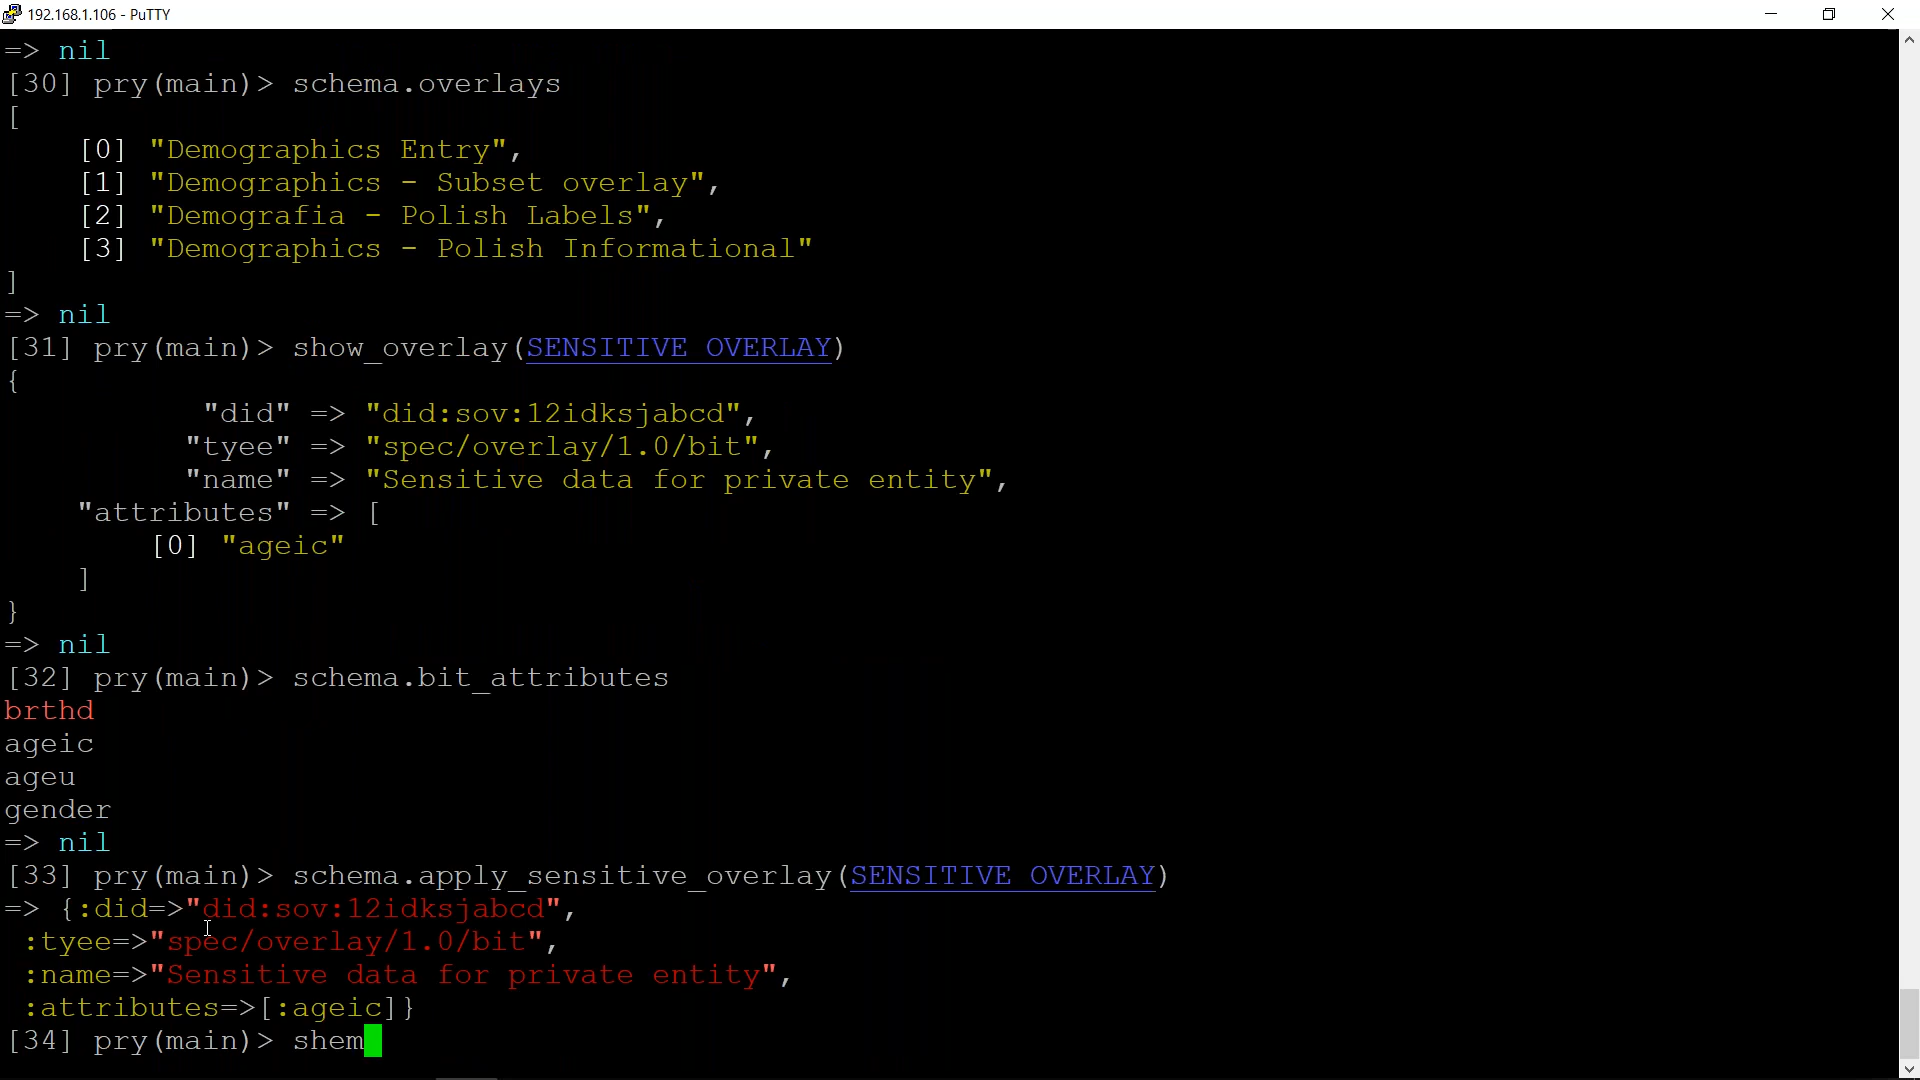 192.168.1.106 - PuTTY
=> nil
[30] pry(main)> schema.overlays
[
    [0] "Demographics Entry",
    [1] "Demographics - Subset overlay",
    [2] "Demografia - Polish Labels",
    [3] "Demographics - Polish Informational"
]
=> nil
[31] pry(main)> show_overlay(SENSITIVE_OVERLAY)
{
           "did" => "did:sov:12idksjabcd",
          "tyee" => "spec/overlay/1.0/bit",
          "name" => "Sensitive data for private entity",
    "attributes" => [
        [0] "ageic"
    ]
}
=> nil
[32] pry(main)> schema.bit_attributes
brthd
ageic
ageu
gender
=> nil
[33] pry(main)> schema.apply_sensitive_overlay(SENSITIVE_OVERLAY)
=> {:did=>"did:sov:12idksjabcd",
 :tyee=>"spec/overlay/1.0/bit",
 :name=>"Sensitive data for private entity",
 :attributes=>[:ageic]}
[34] pry(main)> shem